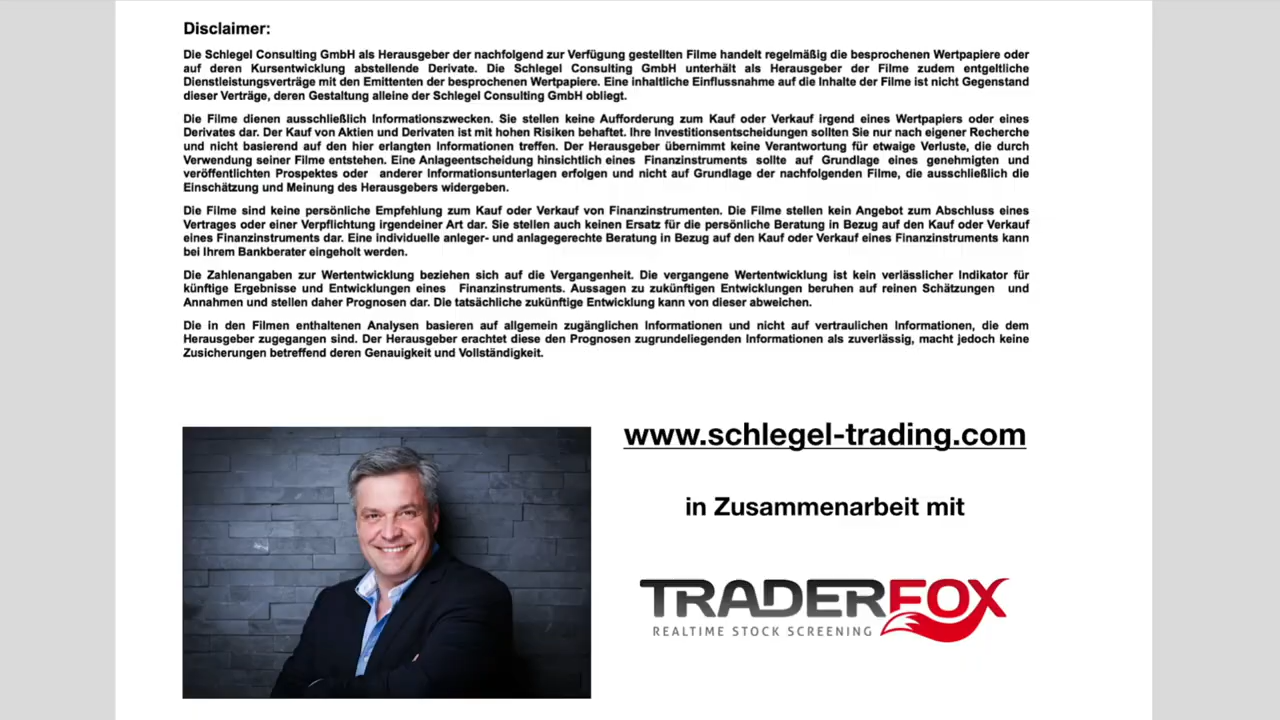 Disclaimer:
Die Schlegel Consulting GmbH als Herausgeber der nachfolgend zur Verfügung gestellten Filme handelt regelmäßig die besprochenen Wertpapiere oder
auf deren Kursentwicklung abstellende Derivate. Die Schlegel Consulting GmbH unterhält als Herausgeber der Filme zudem entgeltliche
Dienstleistungsverträge mit den Emittenten der besprochenen Wertpapiere. Eine inhaltliche Einflussnahme auf die Inhalte der Filme ist nicht Gegenstand
dieser Verträge, deren Gestaltung alleine der Schlegel Consulting GmbH obliegt.
Die Filme dienen ausschließlich Informationszwecken. Sie stellen keine Aufforderung zum Kauf oder Verkauf irgend eines Wertpapiers oder eines
Derivates dar. Der Kauf von Aktien und Derivaten ist mit hohen Risiken behaftet. Ihre Investitionsentscheidungen sollten Sie nur nach eigener Recherche
und nicht basierend auf den hier erlangten Informationen treffen. Der Herausgeber übernimmt keine Verantwortung für etwaige Verluste, die durch
Verwendung seiner Filme entstehen. Eine Anlageentscheidung hinsichtlich eines Finanzinstruments sollte auf Grundlage eines genehmigten und
veröffentlichten Prospektes oder anderer Informationsunterlagen erfolgen und nicht auf Grundlage der nachfolgenden Filme, die ausschließlich die
Einschätzung und Meinung des Herausgebers widergeben.
Die Filme sind keine persönliche Empfehlung zum Kauf oder Verkauf von Finanzinstrumenten. Die Filme stellen kein Angebot zum Abschluss eines
Vertrages oder einer Verpflichtung irgendeiner Art dar. Sie stellen auch keinen Ersatz für die persönliche Beratung in Bezug auf den Kauf oder Verkauf
eines Finanzinstruments dar. Eine individuelle anleger- und anlagegerechte Beratung in Bezug auf den Kauf oder Verkauf eines Finanzinstruments kann
bei Ihrem Bankberater eingeholt werden.
Die Zahlenangaben zur Wertentwicklung beziehen sich auf die Vergangenheit. Die vergangene Wertentwicklung ist kein verlässlicher Indikator für
künftige Ergebnisse und Entwicklungen eines Finanzinstruments. Aussagen zu zukünftigen Entwicklungen beruhen auf reinen Schätzungen und
Annahmen und stellen daher Prognosen dar. Die tatsächliche zukünftige Entwicklung kann von dieser abweichen.
Die in den Filmen enthaltenen Analysen basieren auf allgemein zugänglichen Informationen und nicht auf vertraulichen Informationen, die dem
Herausgeber zugegangen sind. Der Herausgeber erachtet diese den Prognosen zugrundeliegenden Informationen als zuverlässig, macht jedoch keine
Zusicherungen betreffend deren Genauigkeit und Vollständigkeit.
www.schlegel-trading.com
in Zusammenarbeit mit
TRADERFOX
REALTIME STOCK SCREENING